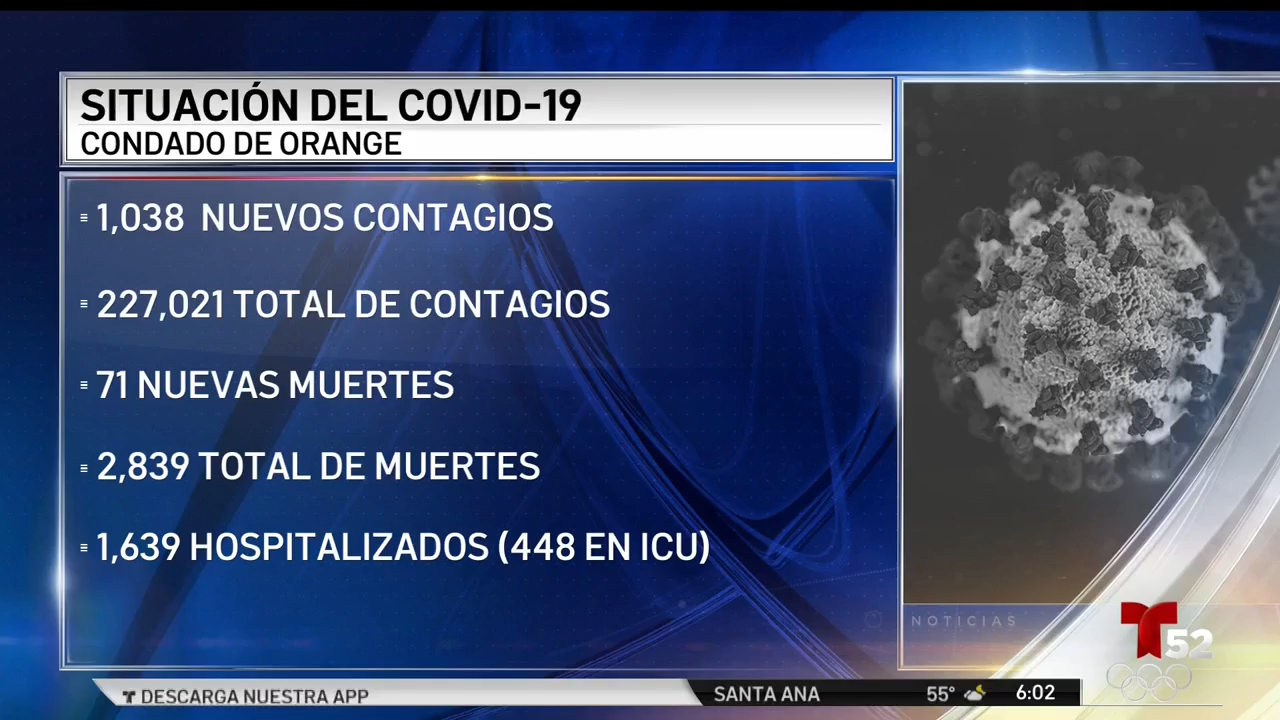 SITUACIÓN DEL COVID-19
CONDADO DE ORANGE
1,038 NUEVOS CONTAGIOS
227,021 TOTAL DE CONTAGIOS
71 NUEVAS MUERTES
2,839 TOTAL DE MUERTES
1,639 HOSPITALIZADOS (448 EN ICU)
NOTICIAS
T 52
DESCARGA NUESTRA APP
SANTA ANA 55° 6:02